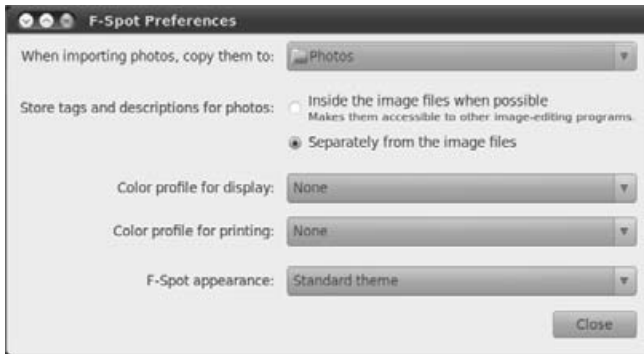 F-Spot Preferences
When importing photos, copy them to: Photos
Store tags and descriptions for photos: Inside the image files when possible
Makes them accessible to other image-editing programs.
Separately from the image files
Color profile for display: None
Color profile for printing: None
F-Spot appearance: Standard theme
Close